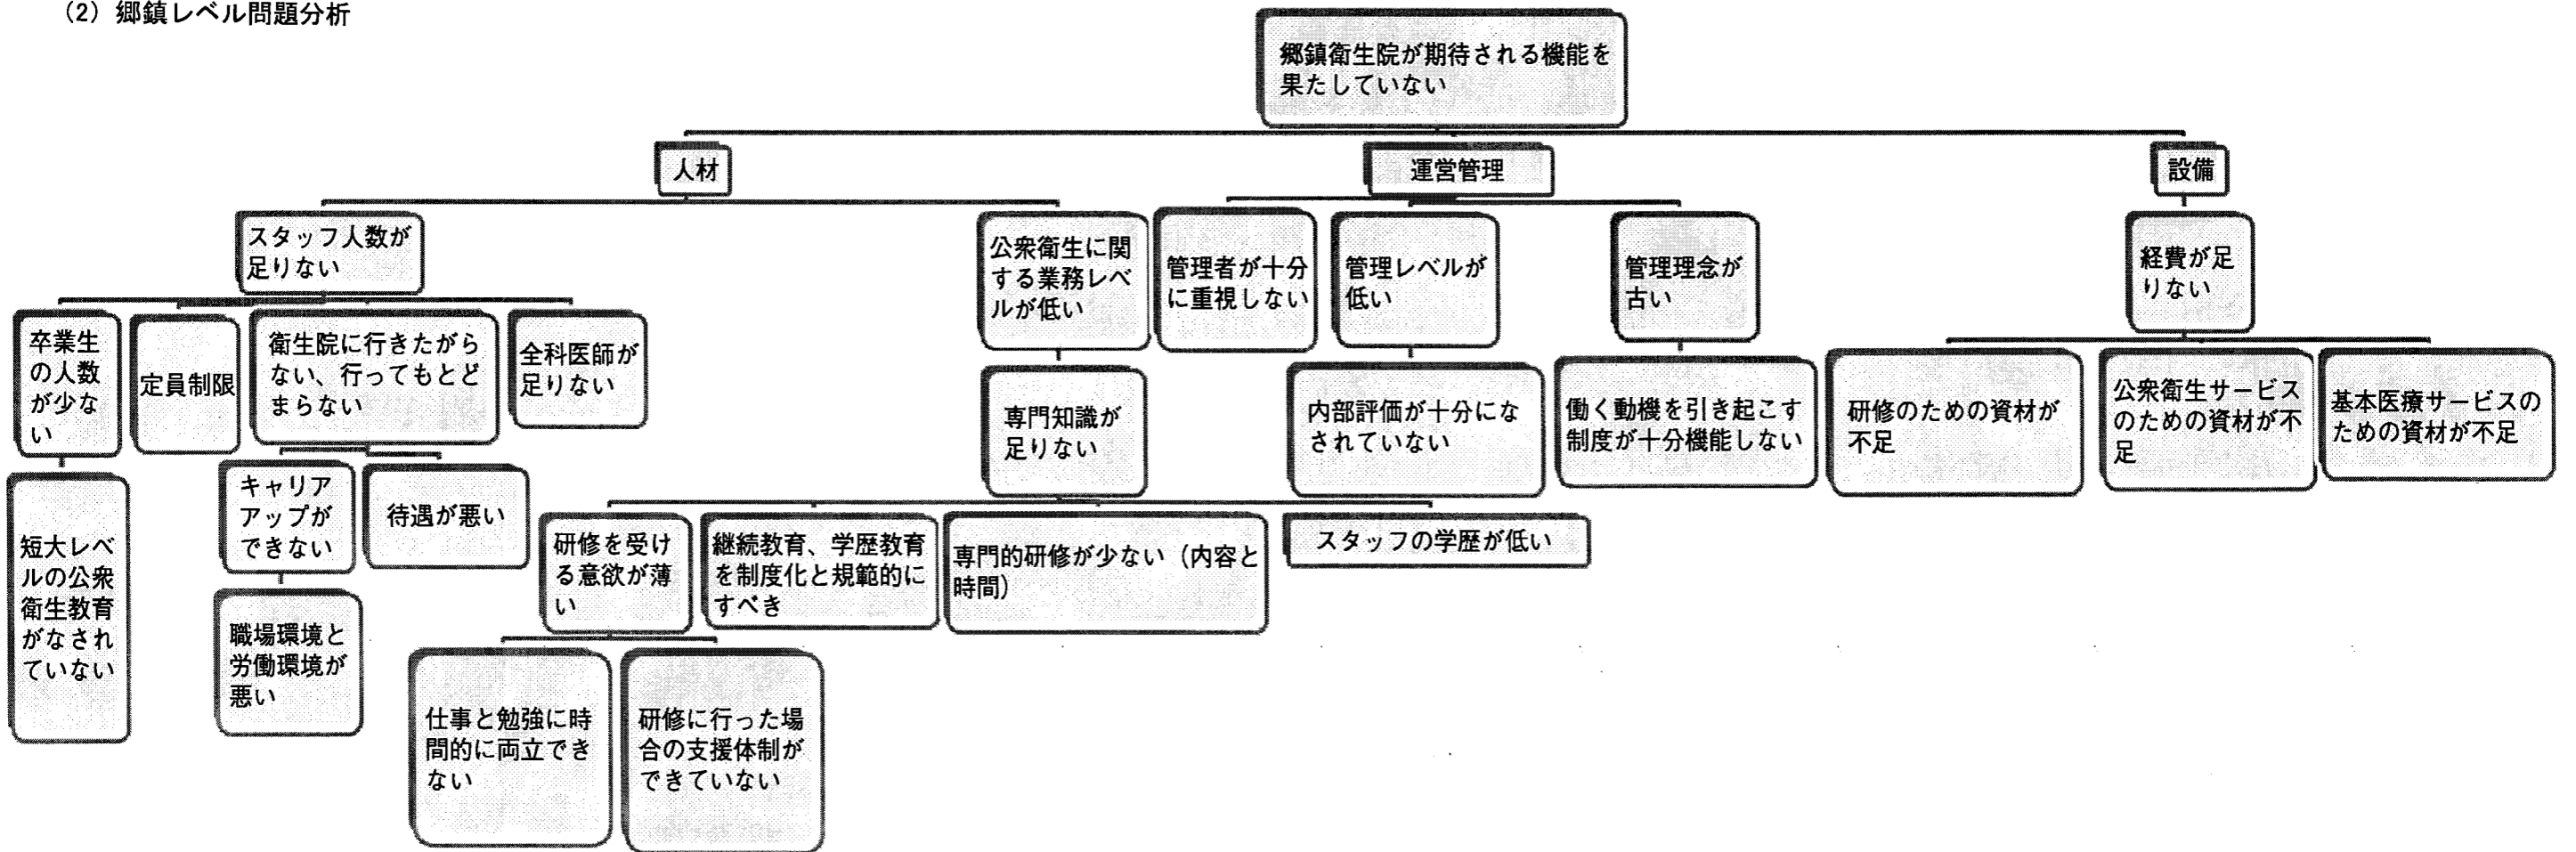 （2）郷鎮レベル問題分析
郷鎮衛生院が期待される機能を
果たしていない
人材
運営管理
設備
スタッフ人数が
足りない
公衆衛生に関
する業務レベ
ルが低い
管理者が十分
に重視しない
管理レベルが
低い
管理理念が
古い
経費が足
りない
卒業生
の人数
が少な
い
定員制限
衛生院に行きたがら
ない、行ってもとど
まらない
全科医師が
足りない
専門知識が
足りない
内部評価が十分にな
されていない
働く動機を引き起こす
制度が十分機能しない
研修のための資材が
不足
公衆衛生サービス
のための資材が不
足
基本医療サービスの
ための資材が不足
短大レベ
ルの公衆
衛生教育
がなされ
ていない
キャリア
アップが
できない
待遇が悪い
研修を受け
る意欲が薄
い
継続教育、学歴教育
を制度化と規範的に
すべき
専門的研修が少ない（内容と
時間）
スタッフの学歴が低い
職場環境と
労働環境が
悪い
仕事と勉強に時
間的に両立でき
ない
研修に行った場
合の支援体制が
できていない